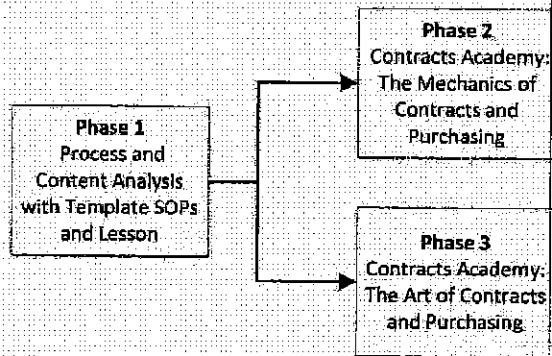 Phase 1
Process and
Content Analysis
with Template SOPs
and Lesson
Phase 2
Contracts Academy:
The Mechanics of
Contracts and
Purchasing
Phase 3
Contracts Academy:
The Art of Contracts
and Purchasing